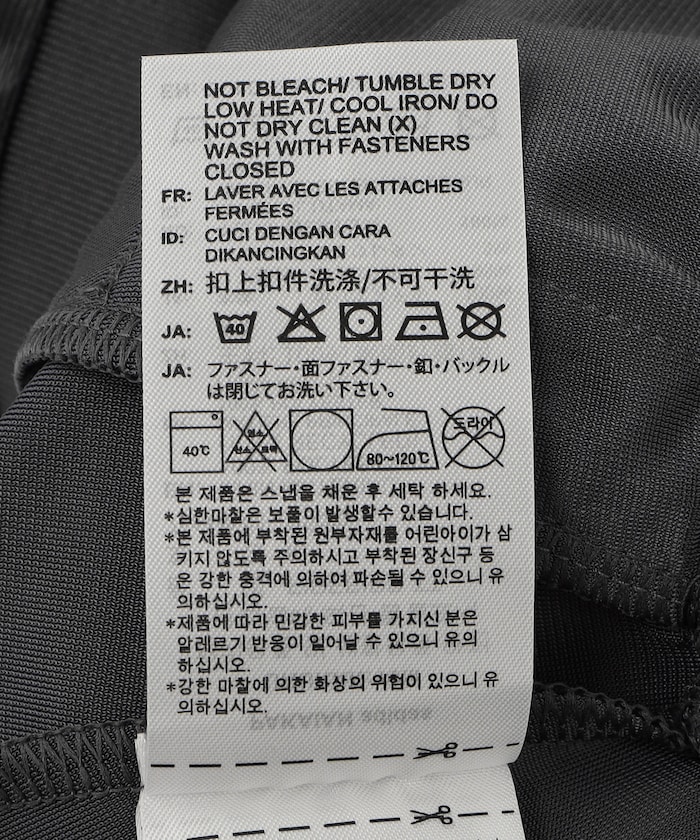 NOT BLEACH/ TUMBLE DRY
LOW HEAT/ COOL IRON/ DO
NOT DRY CLEAN (X)
WASH WITH FASTENERS
CLOSED
FR: LAVER AVEC LES ATTACHES
FERMÉES
ID: CUCI DENGAN CARA
DIKANCINGKAN
ZH: 扣上扣件洗涤/不可干洗
JA: 40
JA: ファスナー・面ファスナー・釦・バックル
は閉じてお洗い下さい。
40℃ 염소 산소 표백 80~120℃ 드라이
본 제품은 스냅을 채운 후 세탁 하세요.
*심한마찰은 보풀이 발생할수 있습니다.
*본 제품에 부착된 원부자재를 어린아이가 삼
키지 않도록 주의하시고 부착된 장신구 등
은 강한 충격에 의하여 파손될 수 있으니 유
의하십시오.
*제품에 따라 민감한 피부를 가지신 분은
알레르기 반응이 일어날 수 있으니 유의
하십시오.
*강한 마찰에 의한 화상의 위험이 있으니 유
의하십시오.
PAKAIAN adidas